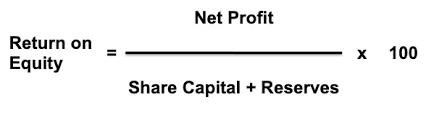 Net Profit
Return on
Equity
= x 100
Share Capital + Reserves